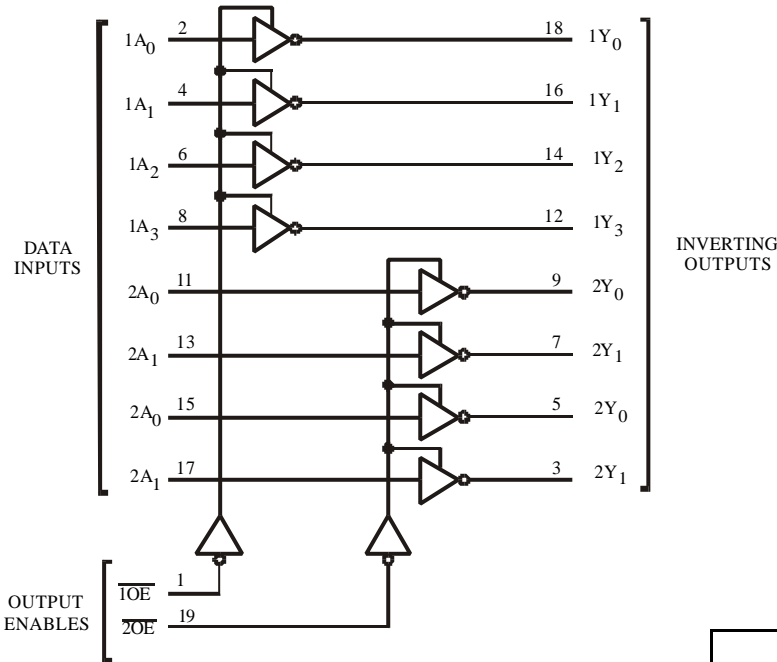 1A0 2 18 1Y0
1A1 4 16 1Y1
1A2 6 14 1Y2
1A3 8 12 1Y3
DATA
INPUTS
INVERTING
OUTPUTS
2A0 11 9 2Y0
2A1 13 7 2Y1
2A0 15 5 2Y0
2A1 17 3 2Y1
OUTPUT
ENABLES
1OE 1
2OE 19